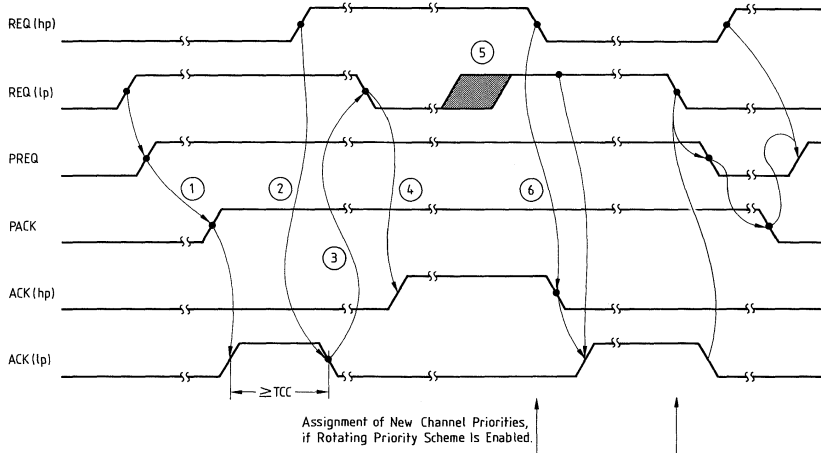 REQ (hp)
5
REQ (lp)
PREQ
1
2
4
6
PACK
3
ACK (hp)
ACK (lp)
≥TCC
Assignment of New Channel Priorities,
if Rotating Priority Scheme Is Enabled.